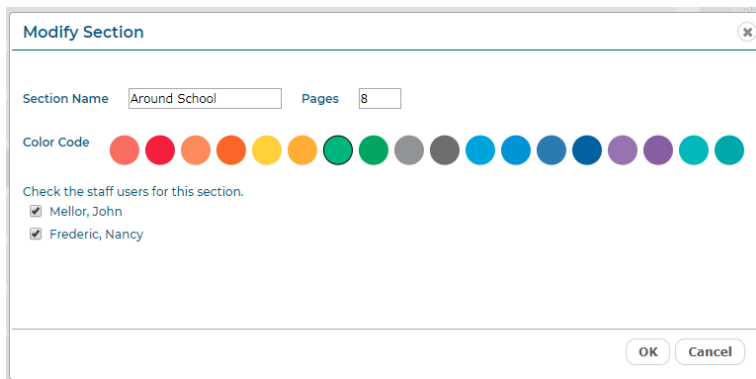 Modify Section
Section Name Around School Pages 8
Color Code
Check the staff users for this section.
Mellor, John
Frederic, Nancy
OK Cancel